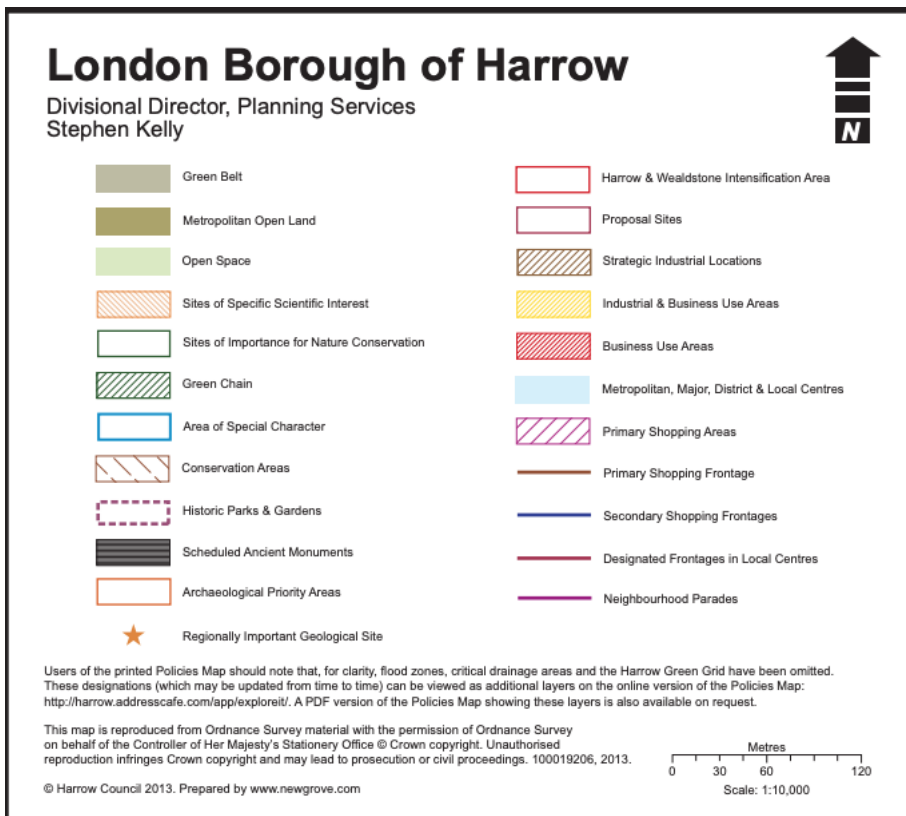 London Borough of Harrow
Divisional Director, Planning Services
Stephen Kelly
N
Green Belt
Metropolitan Open Land
Open Space
Sites of Specific Scientific Interest
Sites of Importance for Nature Conservation
Green Chain
Area of Special Character
Conservation Areas
Historic Parks & Gardens
Scheduled Ancient Monuments
Archaeological Priority Areas
Regionally Important Geological Site
Harrow & Wealdstone Intensification Area
Proposal Sites
Strategic Industrial Locations
Industrial & Business Use Areas
Business Use Areas
Metropolitan, Major, District & Local Centres
Primary Shopping Areas
Primary Shopping Frontage
Secondary Shopping Frontages
Designated Frontages in Local Centres
Neighbourhood Parades
Users of the printed Policies Map should note that, for clarity, flood zones, critical drainage areas and the Harrow Green Grid have been omitted.
These designations (which may be updated from time to time) can be viewed as additional layers on the online version of the Policies Map:
http://harrow.addresscafe.com/app/exploreit/. A PDF version of the Policies Map showing these layers is also available on request.
This map is reproduced from Ordnance Survey material with the permission of Ordnance Survey
on behalf of the Controller of Her Majesty's Stationery Office © Crown copyright. Unauthorised
reproduction infringes Crown copyright and may lead to prosecution or civil proceedings. 100019206, 2013.
© Harrow Council 2013. Prepared by www.newgrove.com
Metres
0 30 60 120
Scale: 1:10,000